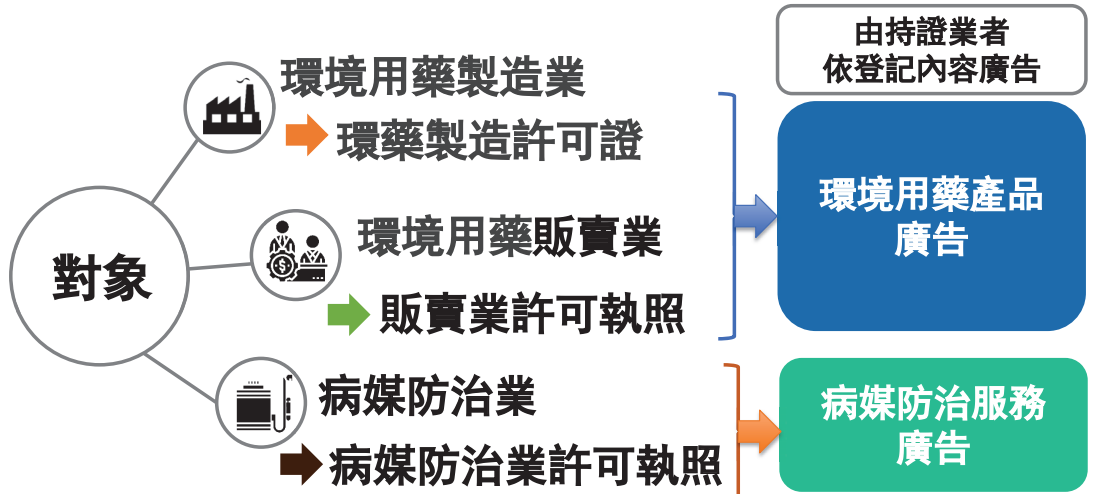 由持證業者
依登記內容廣告
環境用藥製造業
環藥製造許可證
環境用藥產品
廣告
對象
環境用藥販賣業
販賣業許可執照
病媒防治業
病媒防治業許可執照
病媒防治服務
廣告